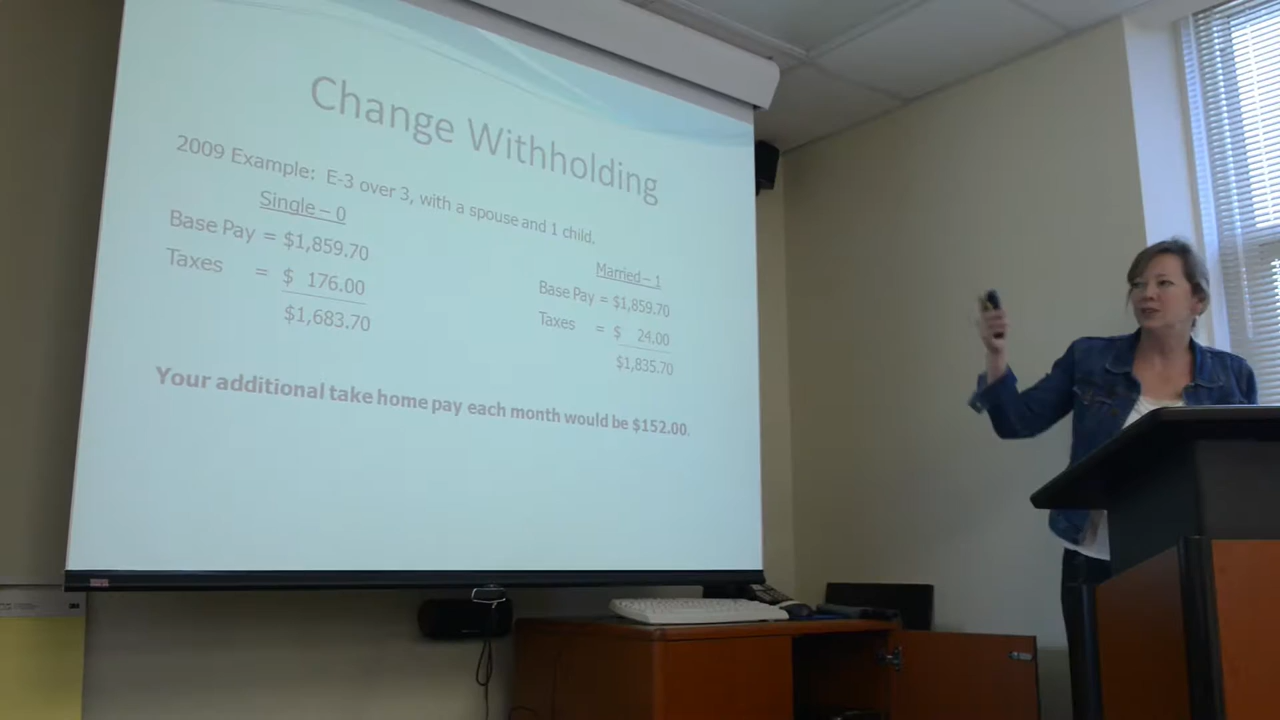 Change Withholding
2009 Example: E-3 over 3, with a spouse and 1 child.
Single – 0
Base Pay = $1,859.70
Taxes = $ 176.00
$1,683.70
Married – 1
Base Pay = $1,859.70
Taxes = $ 24.00
$1,835.70
Your additional take home pay each month would be $152.00.